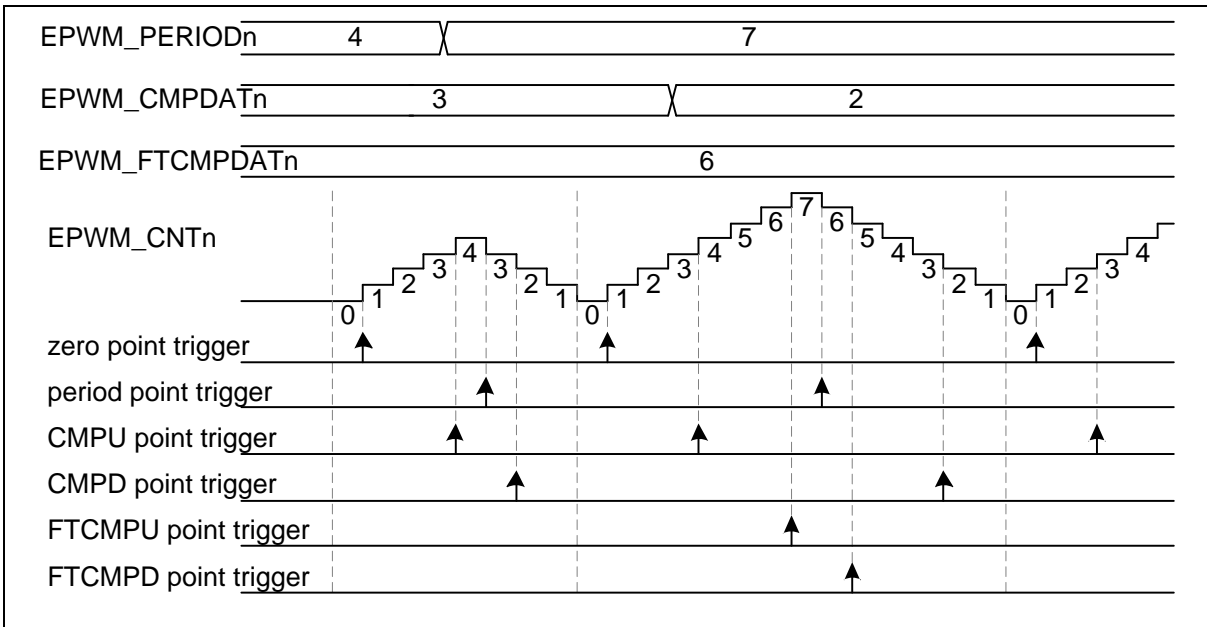 EPWM_PERIODn 4 7
EPWM_CMPDATn 3 2
EPWM_FTCMPDATn 6
EPWM_CNTn 0 1 2 3 4 3 2 1 0 1 2 3 4 5 6 7 6 5 4 3 2 1 0 1 2 3 4
zero point trigger
period point trigger
CMPU point trigger
CMPD point trigger
FTCMPU point trigger
FTCMPD point trigger